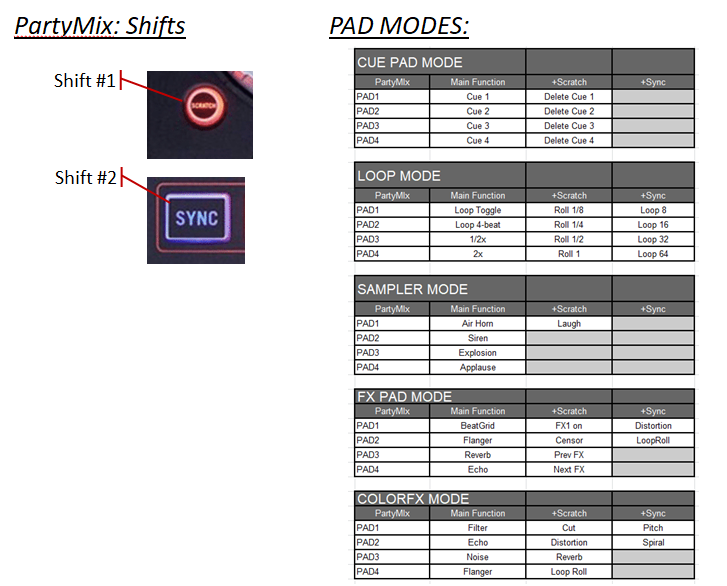 PartyMix: Shifts
PAD MODES:
Shift #1
SCRATCH
Shift #2
SYNC
CUE PAD MODE
PartyMIx Main Function +Scratch +Sync
PAD1 Cue 1 Delete Cue 1
PAD2 Cue 2 Delete Cue 2
PAD3 Cue 3 Delete Cue 3
PAD4 Cue 4 Delete Cue 4
LOOP MODE
PartyMIx Main Function +Scratch +Sync
PAD1 Loop Toggle Roll 1/8 Loop 8
PAD2 Loop 4-beat Roll 1/4 Loop 16
PAD3 1/2x Roll 1/2 Loop 32
PAD4 2x Roll 1 Loop 64
SAMPLER MODE
PartyMIx Main Function +Scratch +Sync
PAD1 Air Horn Laugh
PAD2 Siren
PAD3 Explosion
PAD4 Applause
FX PAD MODE
PartyMIx Main Function +Scratch +Sync
PAD1 BeatGrid FX1 on Distortion
PAD2 Flanger Censor LoopRoll
PAD3 Reverb Prev FX
PAD4 Echo Next FX
COLORFX MODE
PartyMIx Main Function +Scratch +Sync
PAD1 Filter Cut Pitch
PAD2 Echo Distortion Spiral
PAD3 Noise Reverb
PAD4 Flanger Loop Roll